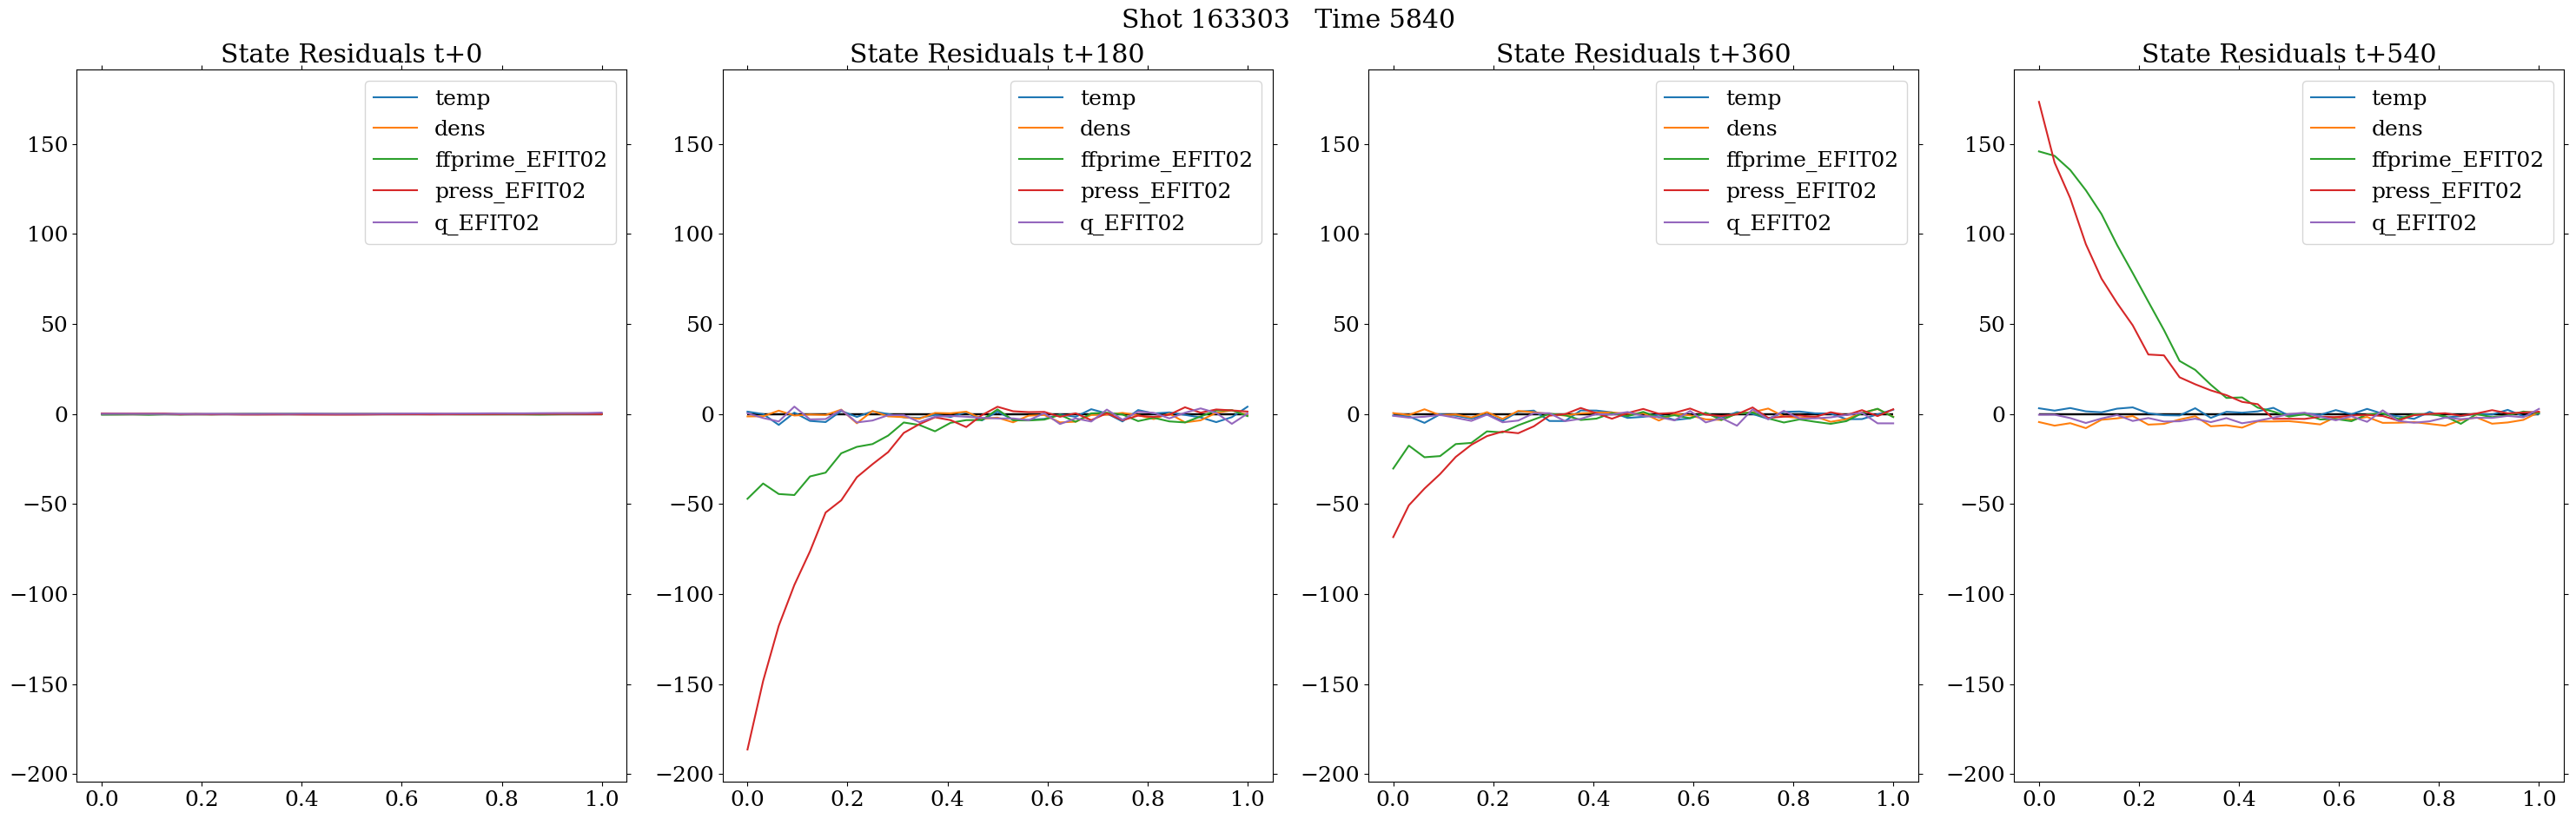 Shot 163303   Time 5840
State Residuals t+0
150
100
50
0
−50
−100
−150
−200
0.0 0.2 0.4 0.6 0.8 1.0
temp
dens
ffprime_EFIT02
press_EFIT02
q_EFIT02
State Residuals t+180
150
100
50
0
−50
−100
−150
−200
0.0 0.2 0.4 0.6 0.8 1.0
temp
dens
ffprime_EFIT02
press_EFIT02
q_EFIT02
State Residuals t+360
150
100
50
0
−50
−100
−150
−200
0.0 0.2 0.4 0.6 0.8 1.0
temp
dens
ffprime_EFIT02
press_EFIT02
q_EFIT02
State Residuals t+540
150
100
50
0
−50
−100
−150
−200
0.0 0.2 0.4 0.6 0.8 1.0
temp
dens
ffprime_EFIT02
press_EFIT02
q_EFIT02